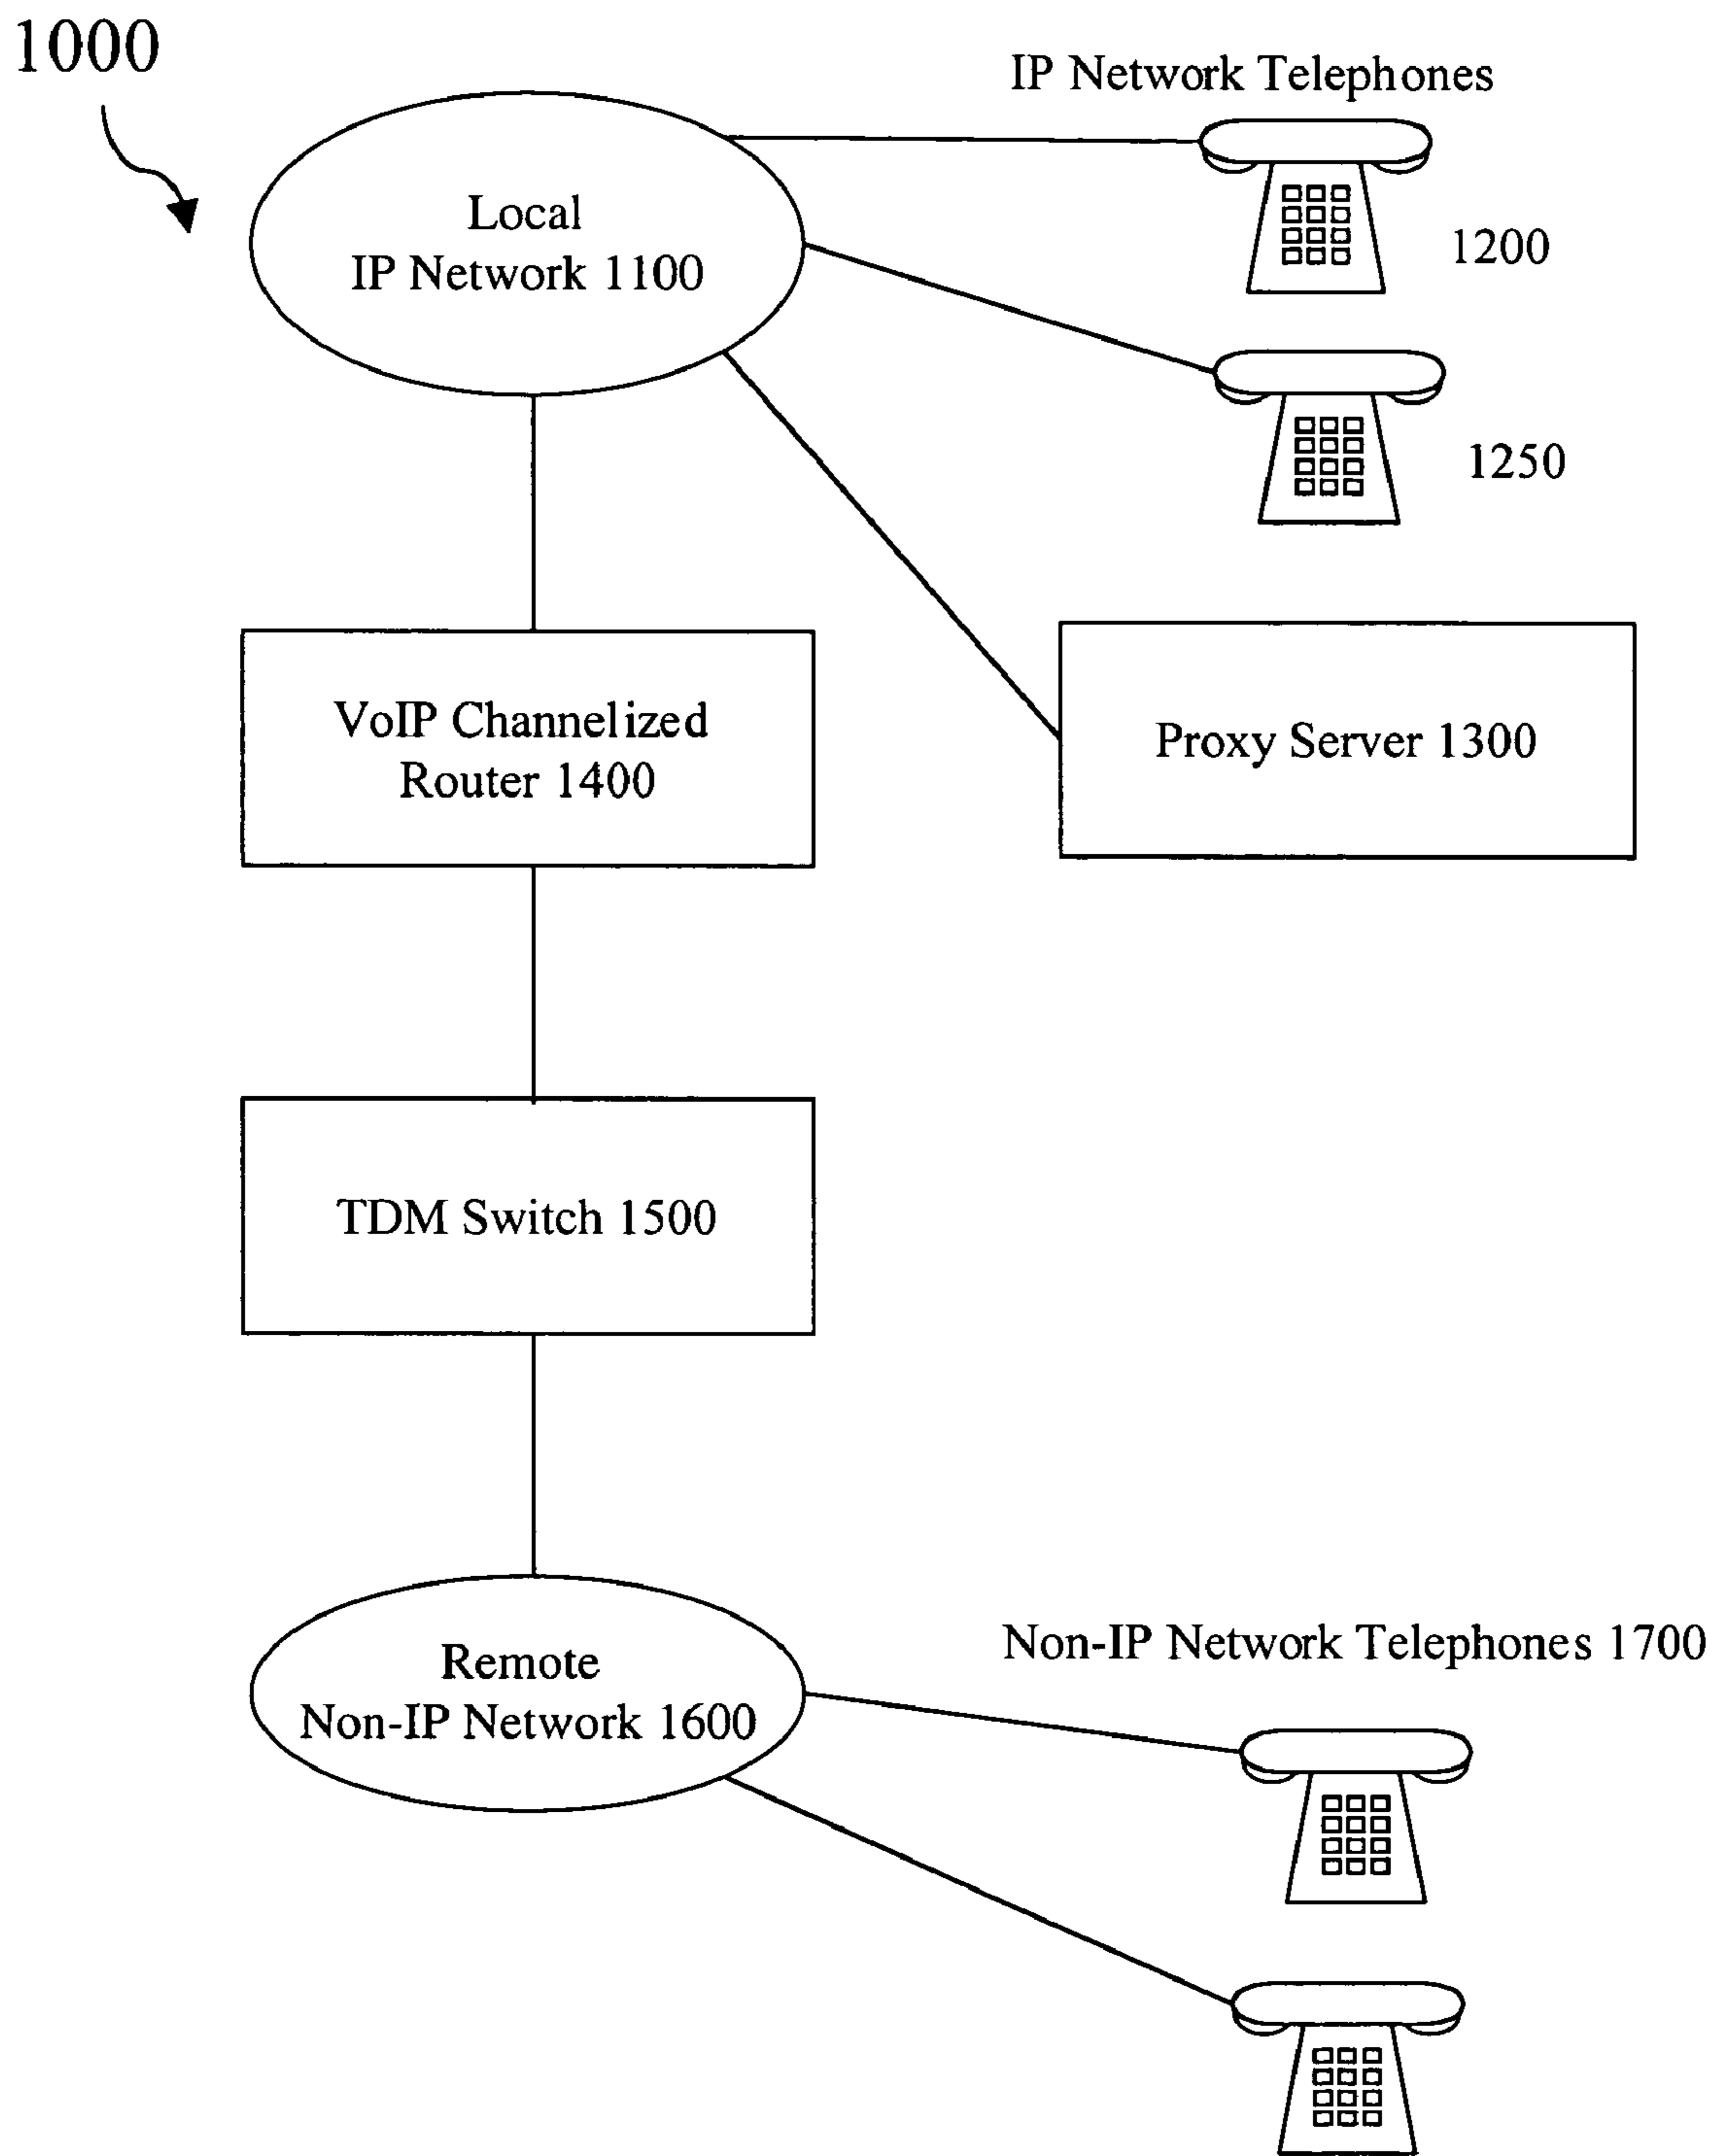 1000
IP Network Telephones
Local
IP Network 1100
1200
1250
VoIP Channelized
Router 1400
Proxy Server 1300
TDM Switch 1500
Remote
Non-IP Network 1600
Non-IP Network Telephones 1700